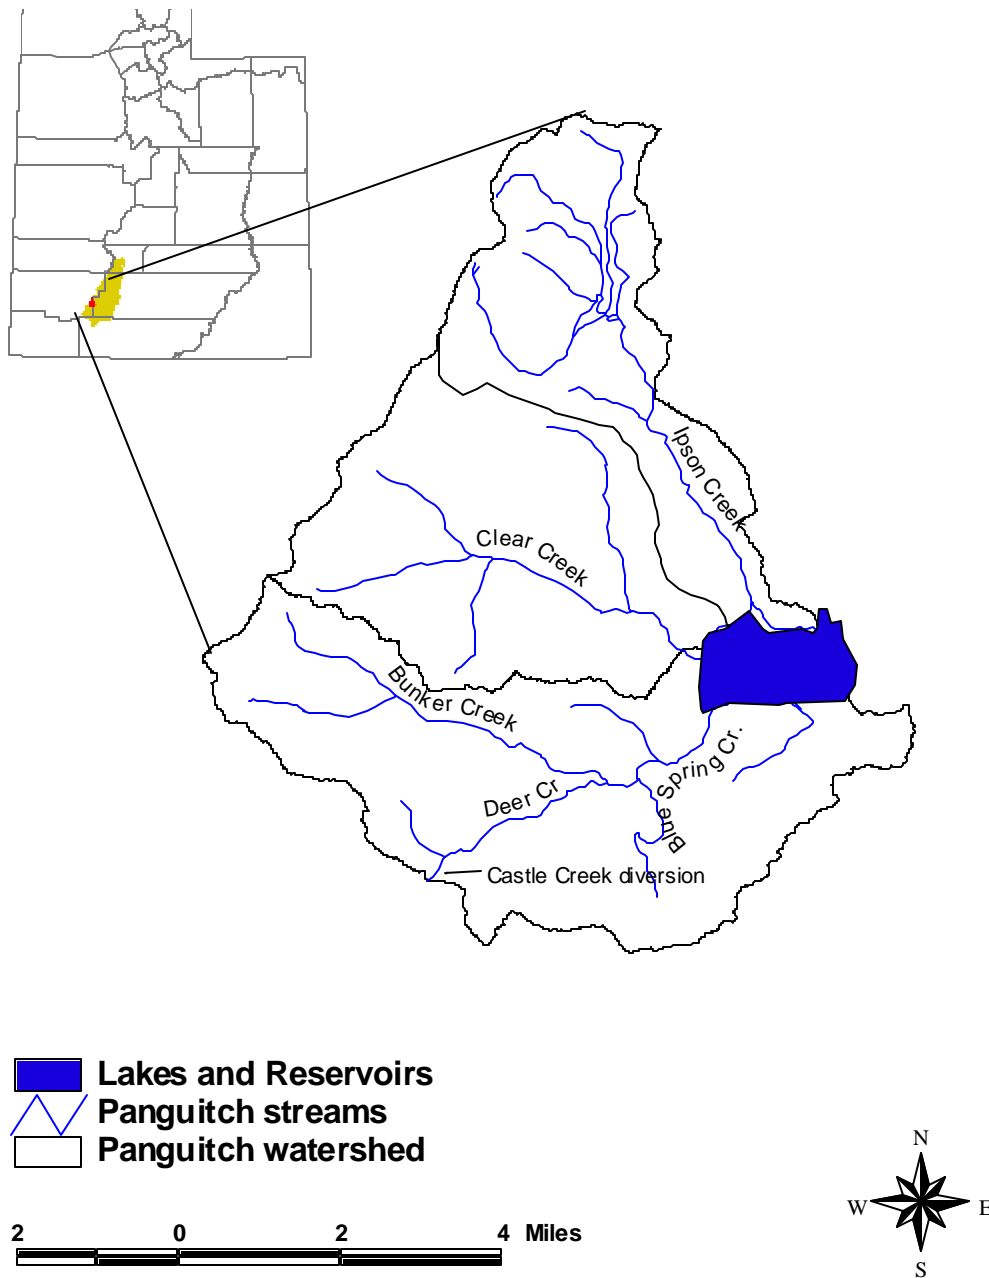 Ipson Creek
Clear Creek
Bunker Creek
Blue Spring Cr.
Deer Cr
Castle Creek diversion
Lakes and Reservoirs
Panguitch streams
Panguitch watershed
2 0 2 4 Miles
N
W E
S